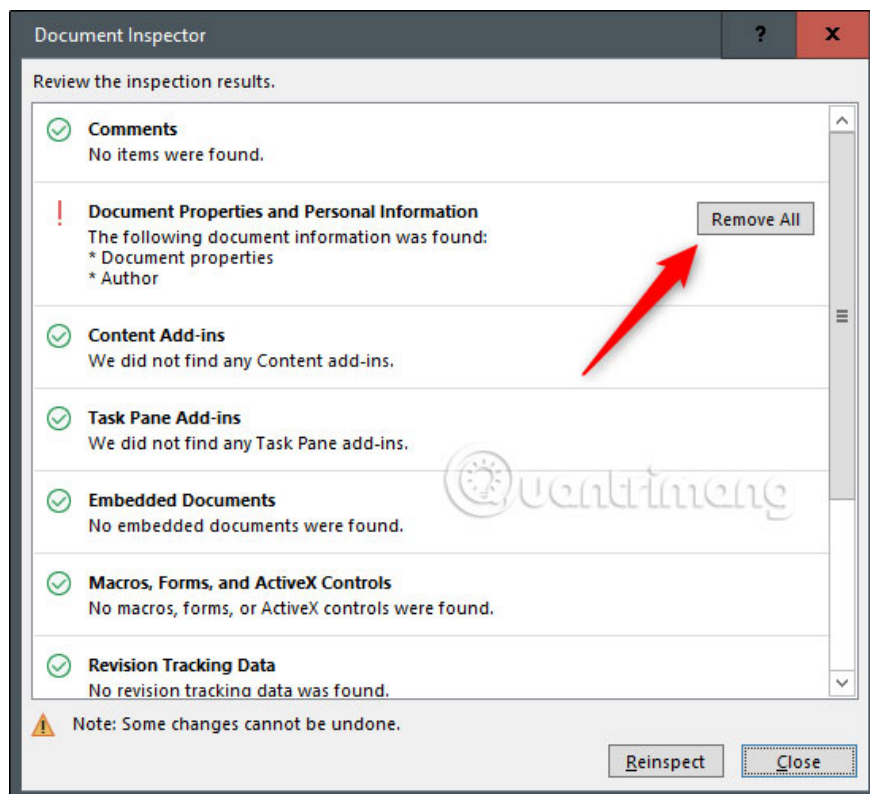 Document Inspector
?
x
Review the inspection results.
Comments
No items were found.
Document Properties and Personal Information
Remove All
The following document information was found:
* Document properties
* Author
Content Add-ins
We did not find any Content add-ins.
Task Pane Add-ins
We did not find any Task Pane add-ins.
Quantrimang
Embedded Documents
No embedded documents were found.
Macros, Forms, and ActiveX Controls
No macros, forms, or ActiveX controls were found.
Revision Tracking Data
No revision tracking data was found.
Note: Some changes cannot be undone.
Reinspect
Close